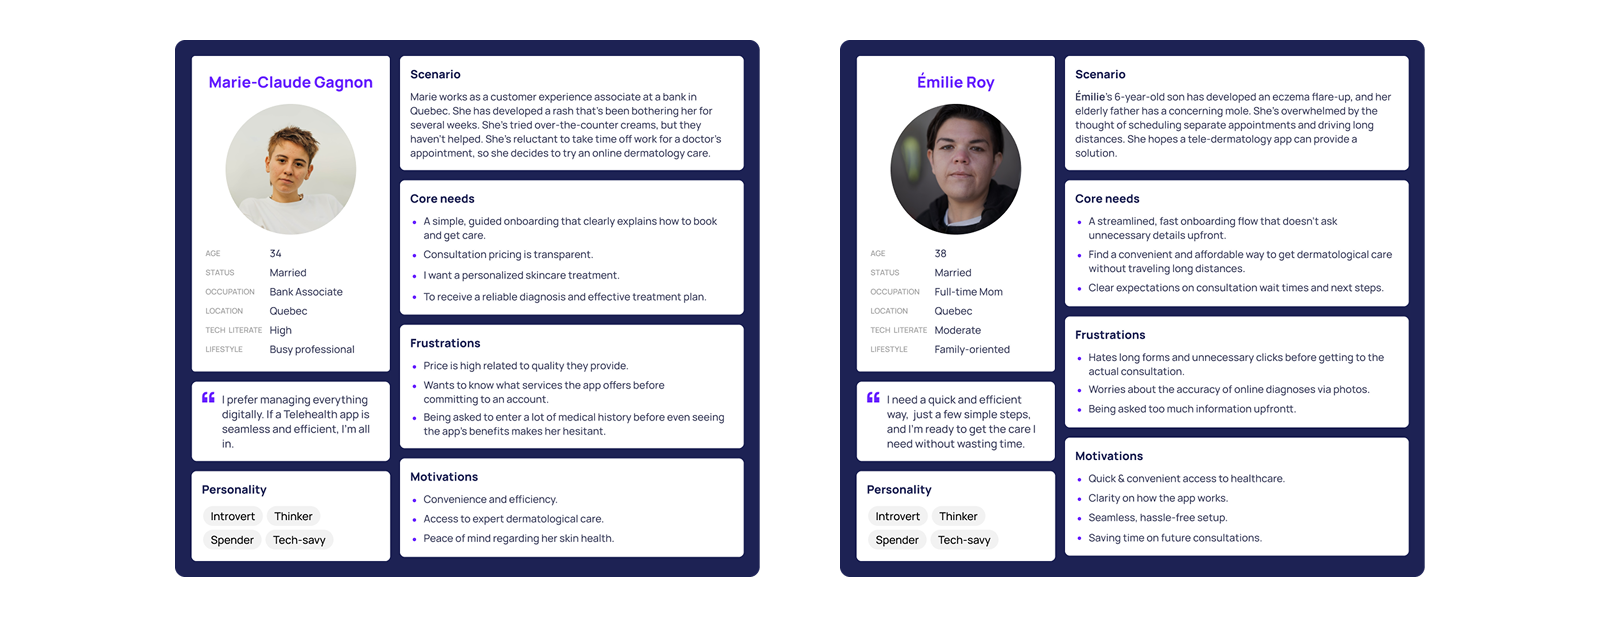 Marie-Claude Gagnon
AGE 34
STATUS Married
OCCUPATION Bank Associate
LOCATION Quebec
TECH LITERATE High
LIFESTYLE Busy professional
“ I prefer managing everything
digitally. If a Telehealth app is
seamless and efficient, I'm all
in.
Personality
Introvert Thinker
Spender Tech-savy
Scenario
Marie works as a customer experience associate at a bank in
Quebec. She has developed a rash that's been bothering her for
several weeks. She's tried over-the-counter creams, but they
haven't helped. She's reluctant to take time off work for a doctor's
appointment, so she decides to try an online dermatology care.
Core needs
• A simple, guided onboarding that clearly explains how to book
and get care.
• Consultation pricing is transparent.
• I want a personalized skincare treatment.
• To receive a reliable diagnosis and effective treatment plan.
Frustrations
• Price is high related to quality they provide.
• Wants to know what services the app offers before
committing to an account.
• Being asked to enter a lot of medical history before even seeing
the app's benefits makes her hesitant.
Motivations
• Convenience and efficiency.
• Access to expert dermatological care.
• Peace of mind regarding her skin health.
Émilie Roy
AGE 38
STATUS Married
OCCUPATION Full-time Mom
LOCATION Quebec
TECH LITERATE Moderate
LIFESTYLE Family-oriented
“ I need a quick and efficient
way, just a few simple steps,
and I'm ready to get the care I
need without wasting time.
Personality
Introvert Thinker
Spender Tech-savy
Scenario
Émilie's 6-year-old son has developed an eczema flare-up, and her
elderly father has a concerning mole. She's overwhelmed by the
thought of scheduling separate appointments and driving long
distances. She hopes a tele-dermatology app can provide a
solution.
Core needs
• A streamlined, fast onboarding flow that doesn't ask
unnecessary details upfront.
• Find a convenient and affordable way to get dermatological care
without traveling long distances.
• Clear expectations on consultation wait times and next steps.
Frustrations
• Hates long forms and unnecessary clicks before getting to the
actual consultation.
• Worries about the accuracy of online diagnoses via photos.
• Being asked too much information upfrontt.
Motivations
• Quick & convenient access to healthcare.
• Clarity on how the app works.
• Seamless, hassle-free setup.
• Saving time on future consultations.